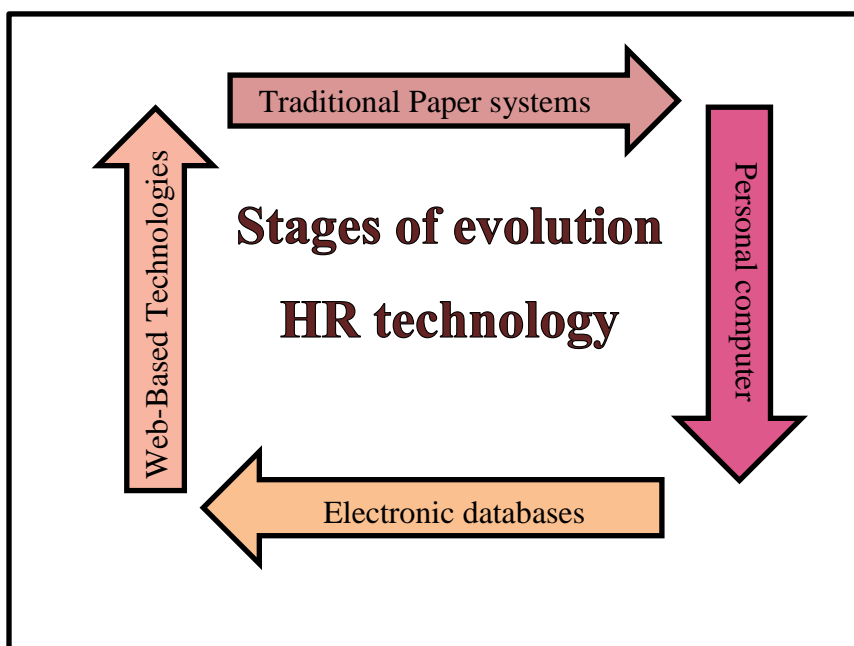 Traditional Paper systems
Personal computer
Stages of evolution
HR technology
Web-Based Technologies
Electronic databases